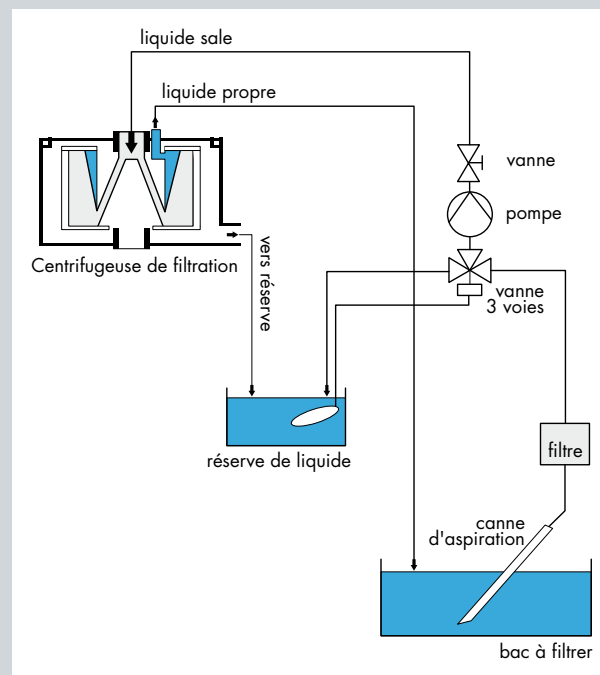 liquide sale
liquide propre
vanne
pompe
vers réserve
Centrifugeuse de filtration
vanne
3 voies
réserve de liquide
filtre
canne
d'aspiration
bac à filtrer